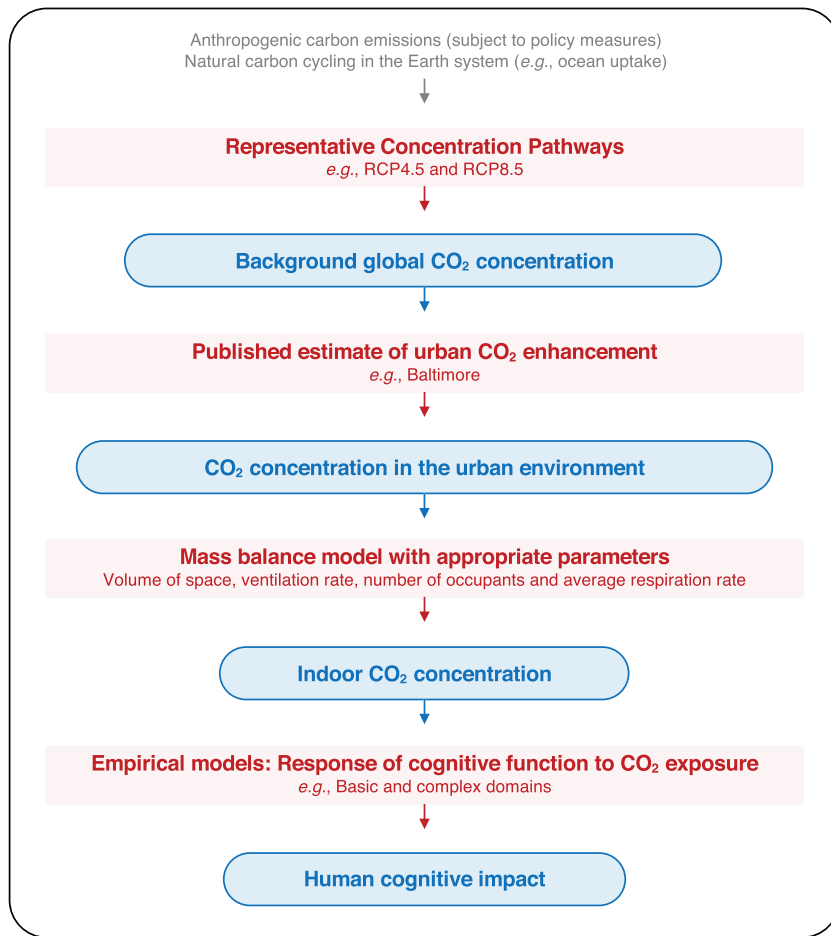 Anthropogenic carbon emissions (subject to policy measures)
Natural carbon cycling in the Earth system (e.g., ocean uptake)
Representative Concentration Pathways
e.g., RCP4.5 and RCP8.5
Background global CO₂ concentration
Published estimate of urban CO₂ enhancement
e.g., Baltimore
CO₂ concentration in the urban environment
Mass balance model with appropriate parameters
Volume of space, ventilation rate, number of occupants and average respiration rate
Indoor CO₂ concentration
Empirical models: Response of cognitive function to CO₂ exposure
e.g., Basic and complex domains
Human cognitive impact